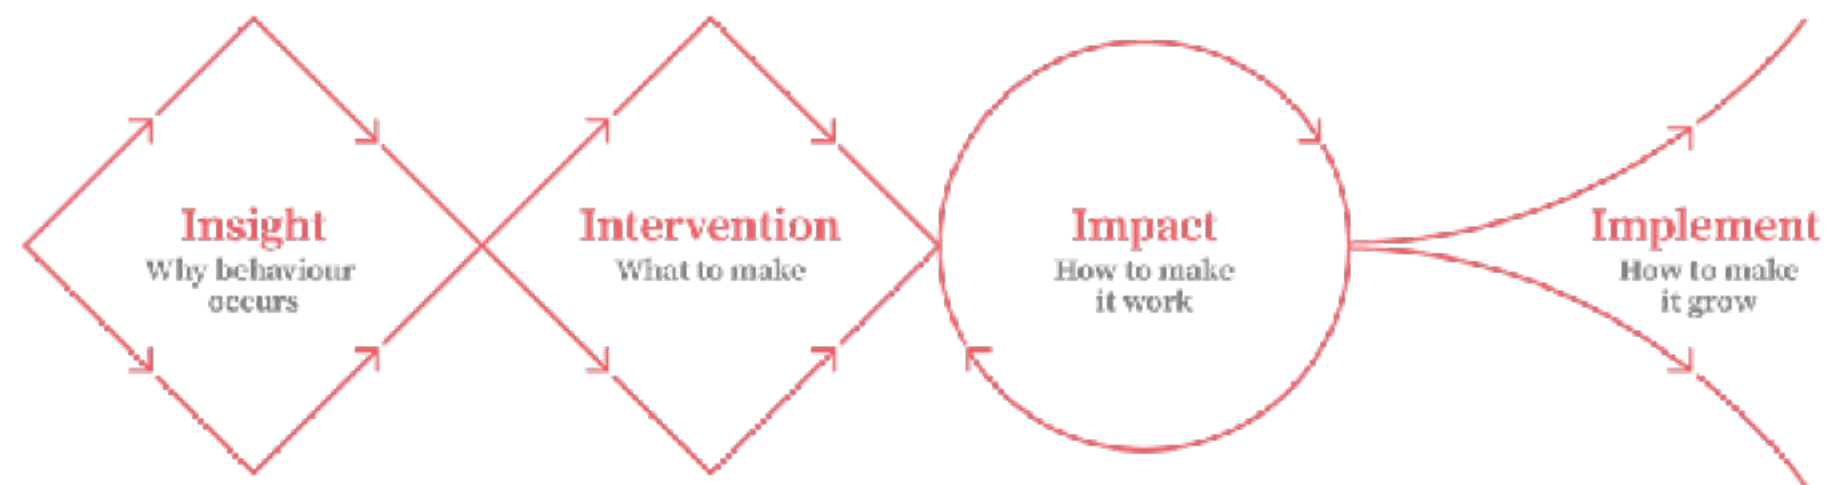 Insight
Why behaviour
occurs
Intervention
What to make
Impact
How to make
it work
Implement
How to make
it grow